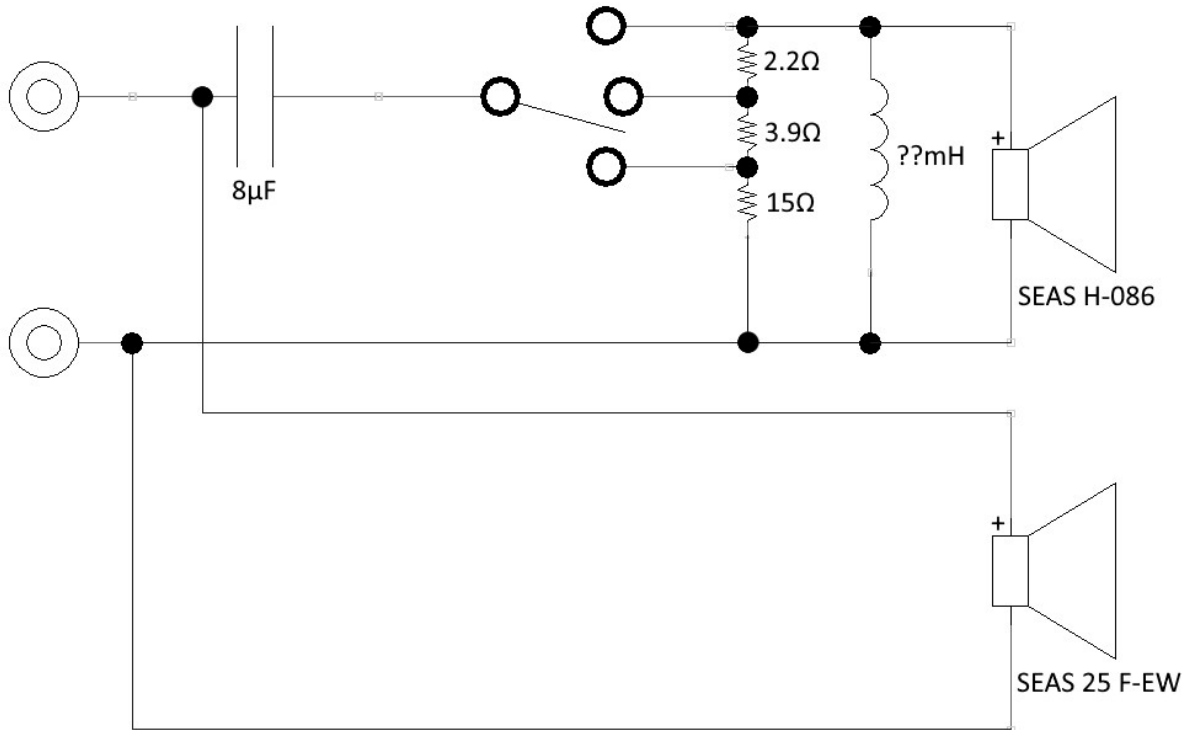 2.2Ω
3.9Ω
15Ω
??mH
8µF
+
SEAS H-086
+
SEAS 25 F-EW